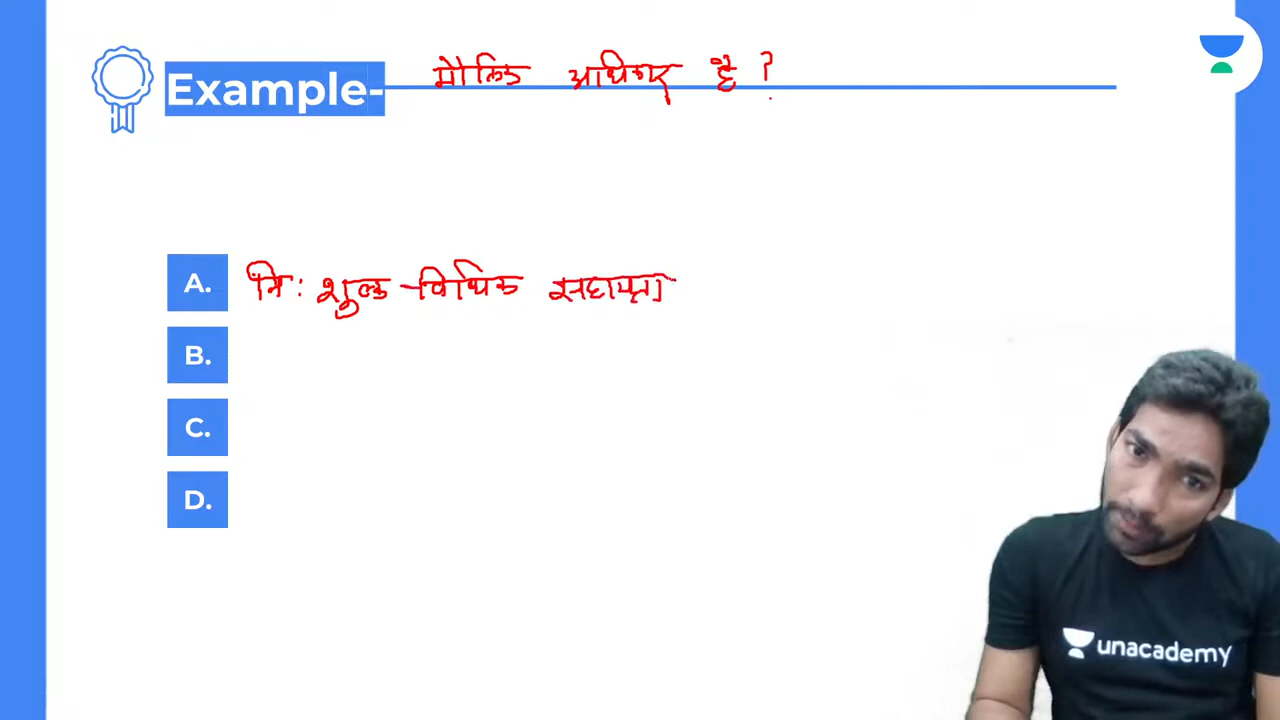 Example- मौलिक अधिकार है ?
A. नि: शुल्क विधिक सहायता
B.
C.
D.
unacademy